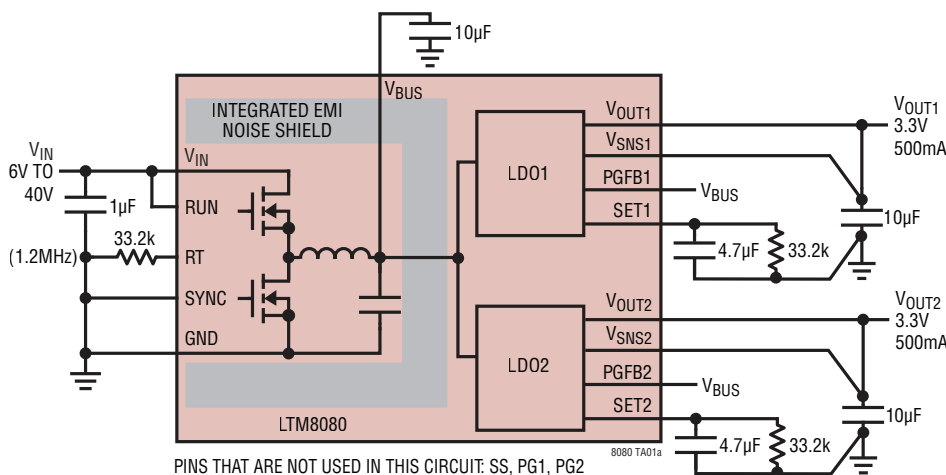 10µF
VBUS
INTEGRATED EMI
NOISE SHIELD
VIN
6V TO
40V
VIN
1µF
RUN
33.2k
(1.2MHz)
RT
SYNC
GND
LTM8080
LDO1
VOUT1
VSNS1
PGFB1
VBUS
SET1
4.7µF
33.2k
10µF
VOUT1
3.3V
500mA
LDO2
VOUT2
VSNS2
PGFB2
VBUS
SET2
4.7µF
33.2k
10µF
VOUT2
3.3V
500mA
8080 TA01a
PINS THAT ARE NOT USED IN THIS CIRCUIT: SS, PG1, PG2